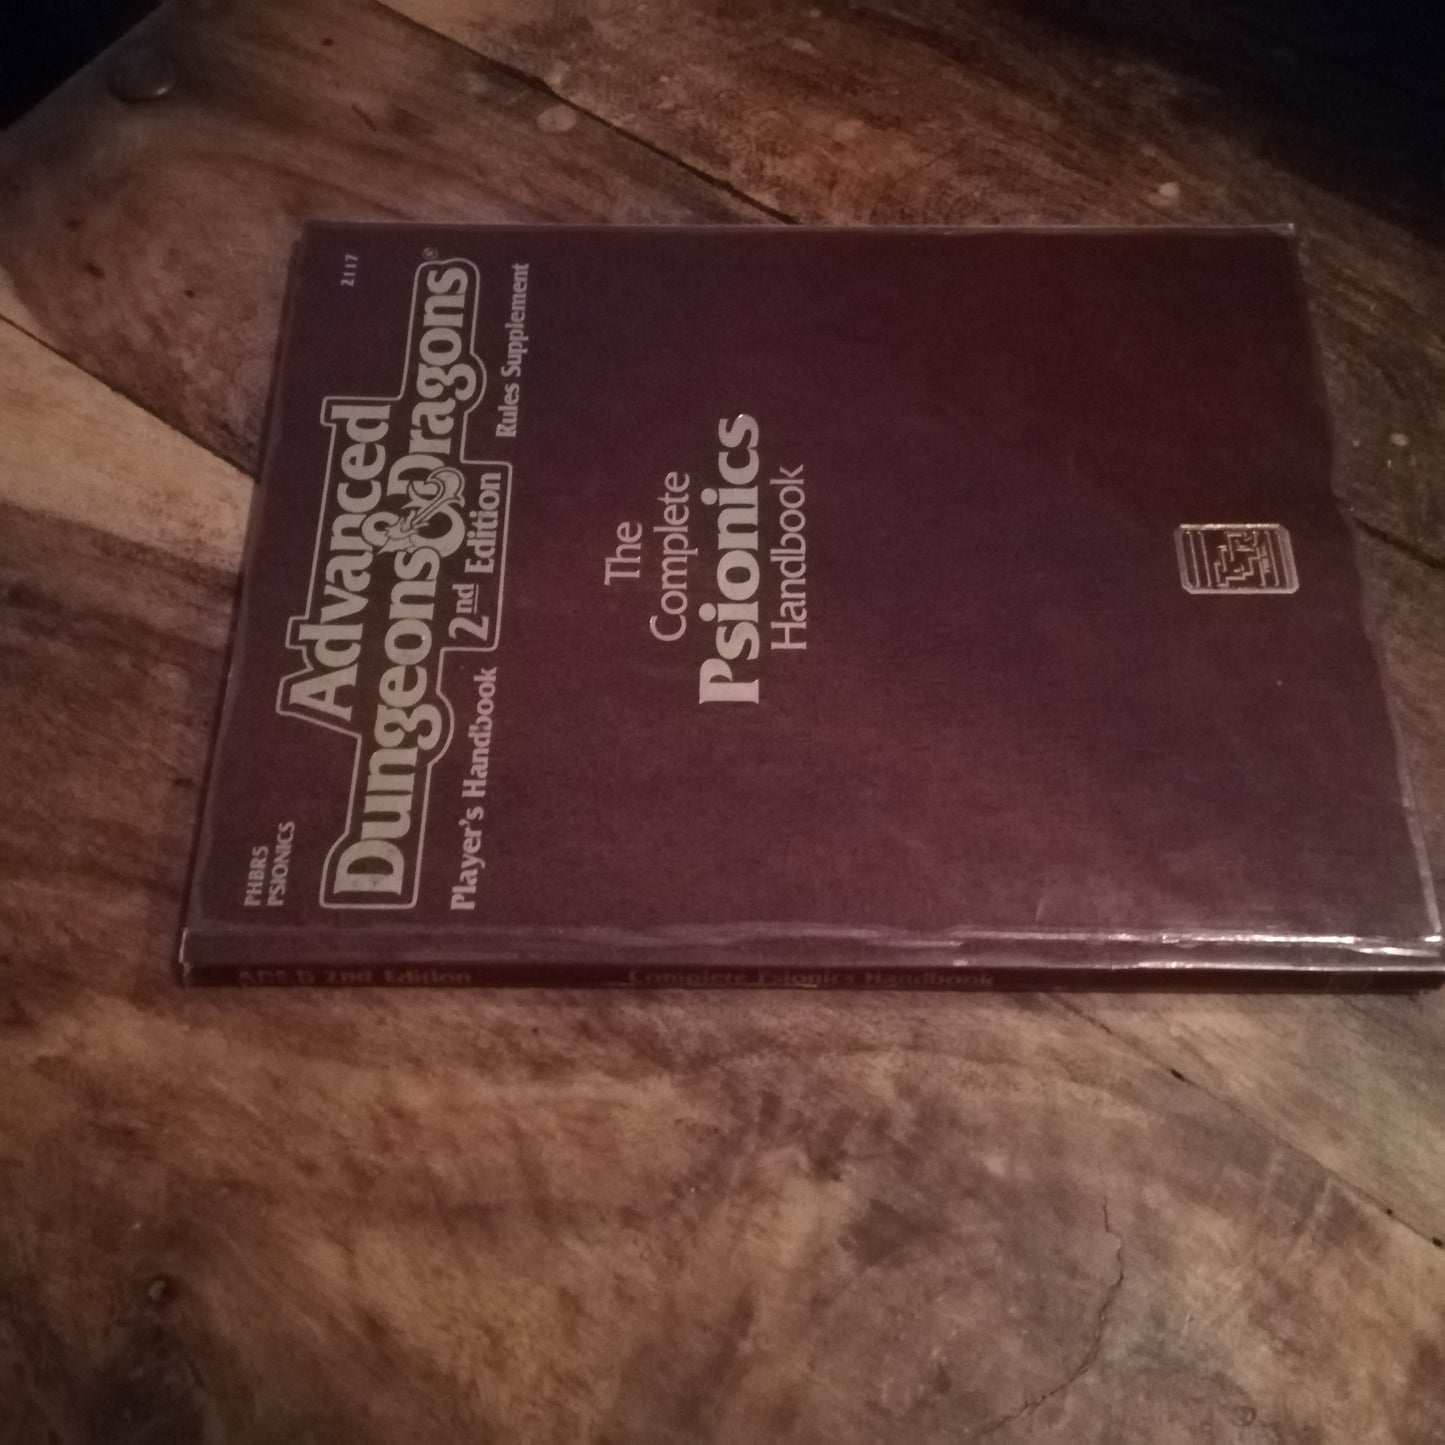 PHBR5
PSIONICS
2117
Advanced
Dungeons & Dragons®
2nd Edition
Player's Handbook
Rules Supplement
The
Complete
Psionics
Handbook
TSR
AD&D 2nd Edition
Complete Psionics Handbook